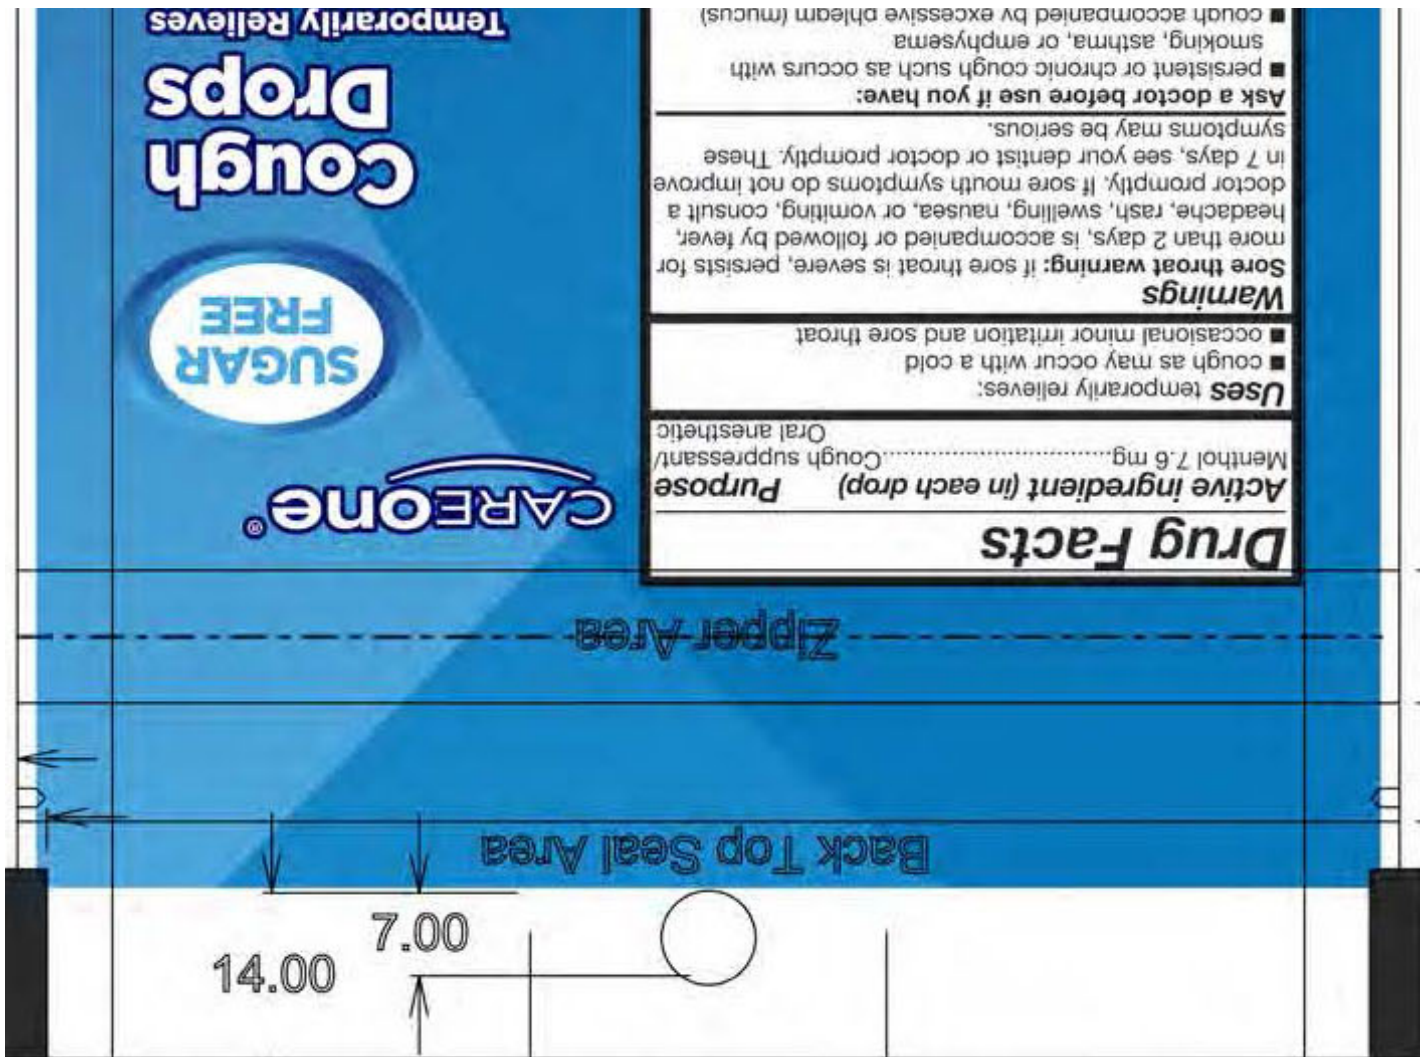 Drug Facts
Active ingredient (in each drop) Purpose
Menthol 7.6 mg..................................Cough suppressant/
Oral anesthetic
Uses temporarily relieves:
■ cough as may occur with a cold
■ occasional minor irritation and sore throat
Warnings
Sore throat warning: if sore throat is severe, persists for
more than 2 days, is accompanied or followed by fever,
headache, rash, swelling, nausea, or vomiting, consult a
doctor promptly. If sore mouth symptoms do not improve
in 7 days, see your dentist or doctor promptly. These
symptoms may be serious.
Ask a doctor before use if you have:
■ persistent or chronic cough such as occurs with
smoking, asthma, or emphysema
■ cough accompanied by excessive phlegm (mucus)
CAREONE®
SUGAR
FREE
Cough
Drops
Temporarily Relieves
Zipper Area
Back Top Seal Area
7.00
14.00